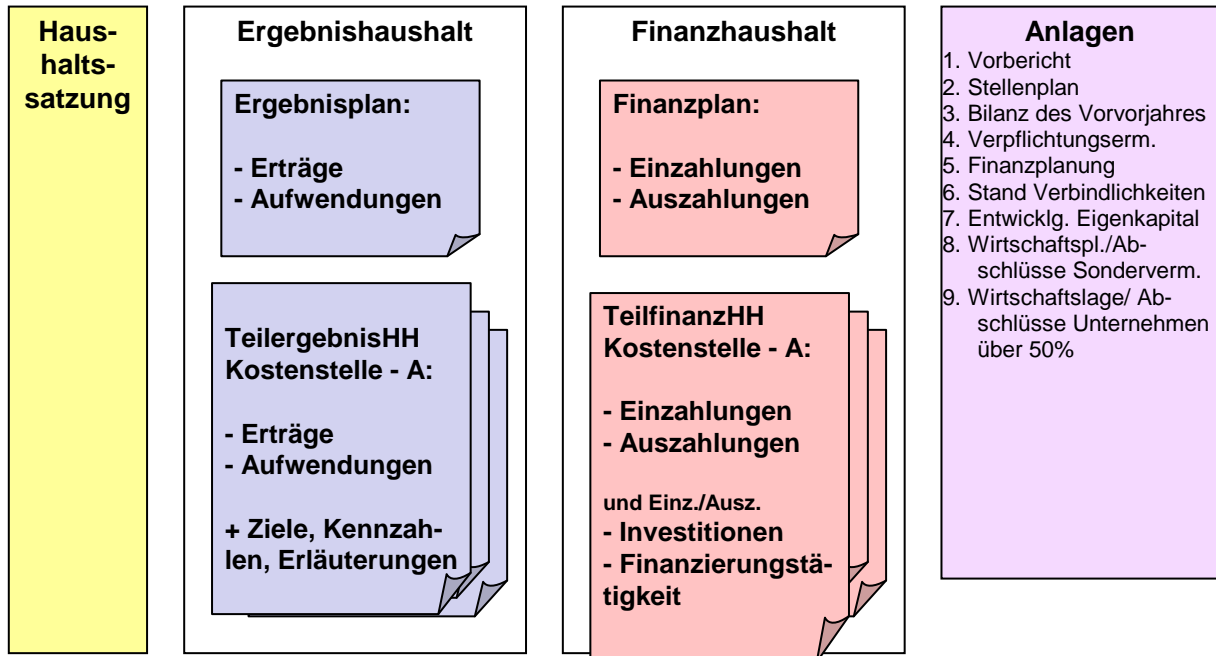 Haus-
halts-
satzung
Ergebnishaushalt
Ergebnisplan:
- Erträge
- Aufwendungen
TeilergebnisHH
Kostenstelle - A:
- Erträge
- Aufwendungen
+ Ziele, Kennzah-
len, Erläuterungen
Finanzhaushalt
Finanzplan:
- Einzahlungen
- Auszahlungen
TeilfinanzHH
Kostenstelle - A:
- Einzahlungen
- Auszahlungen
und Einz./Ausz.
- Investitionen
- Finanzierungstä-
tigkeit
Anlagen
1. Vorbericht
2. Stellenplan
3. Bilanz des Vorvorjahres
4. Verpflichtungserm.
5. Finanzplanung
6. Stand Verbindlichkeiten
7. Entwicklg. Eigenkapital
8. Wirtschaftspl./Ab-
schlüsse Sonderverm.
9. Wirtschaftslage/ Ab-
schlüsse Unternehmen
über 50%